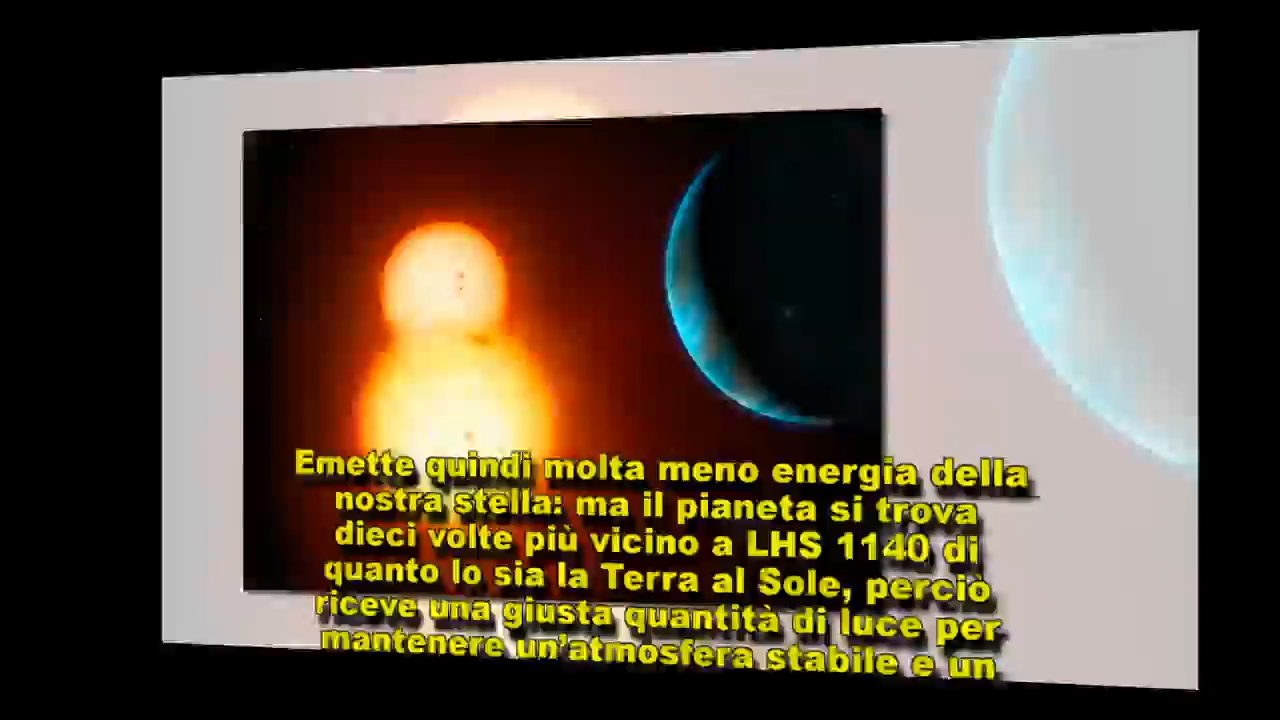 Emette quindi molta meno energia della
nostra stella: ma il pianeta si trova
dieci volte più vicino a LHS 1140 di
quanto lo sia la Terra al Sole, perciò
riceve una giusta quantità di luce per
mantenere un'atmosfera stabile e un